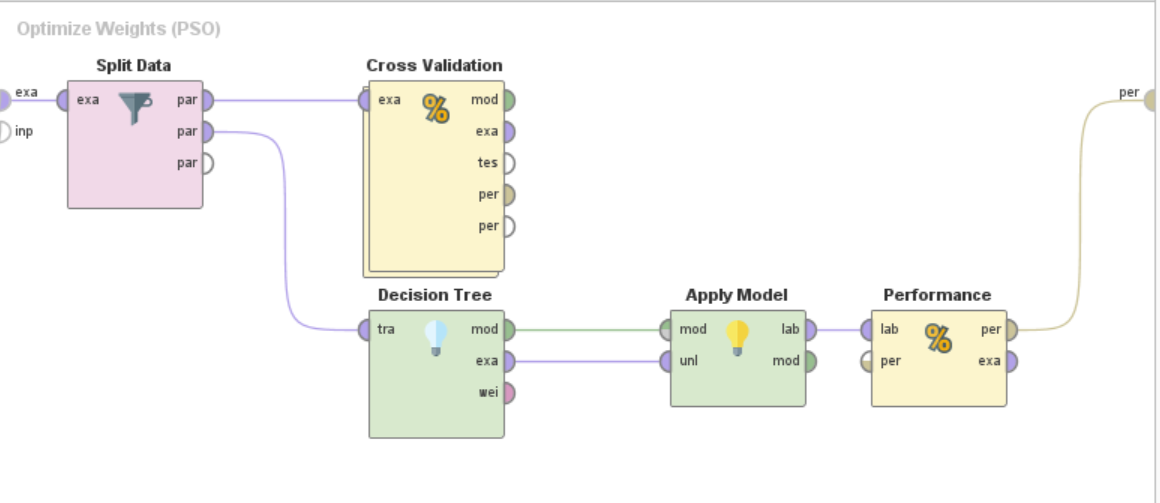 Optimize Weights (PSO)
Split Data
Cross Validation
exa
inp
exa
par
par
par
exa
mod
exa
tes
per
per
per
Decision Tree
Apply Model
Performance
tra
mod
exa
wei
mod
unl
lab
mod
lab
per
per
exa